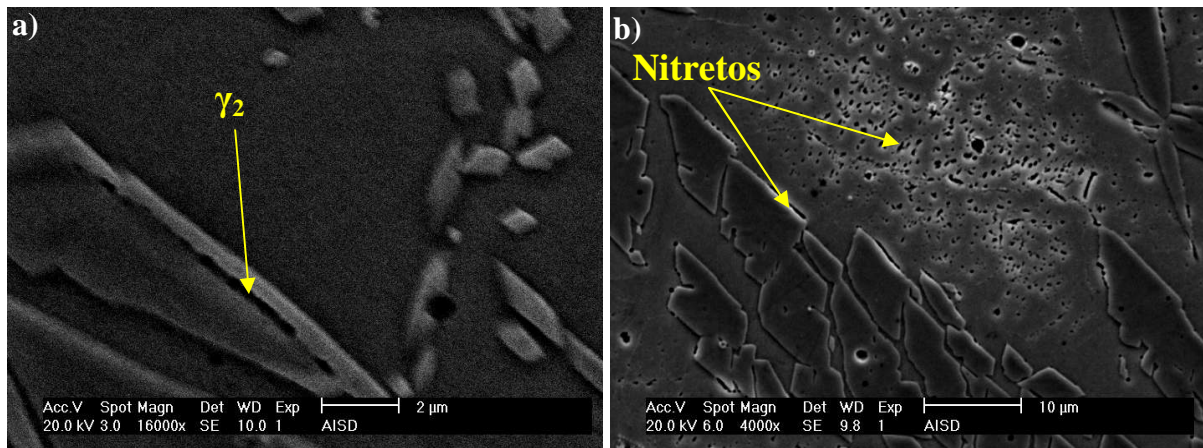 a)
γ2
Acc.V Spot Magn Det WD Exp 2 µm
20.0 kV 3.0 16000x SE 10.0 1 AISD
b)
Nitretos
Acc.V Spot Magn Det WD Exp 10 µm
20.0 kV 6.0 4000x SE 9.8 1 AISD